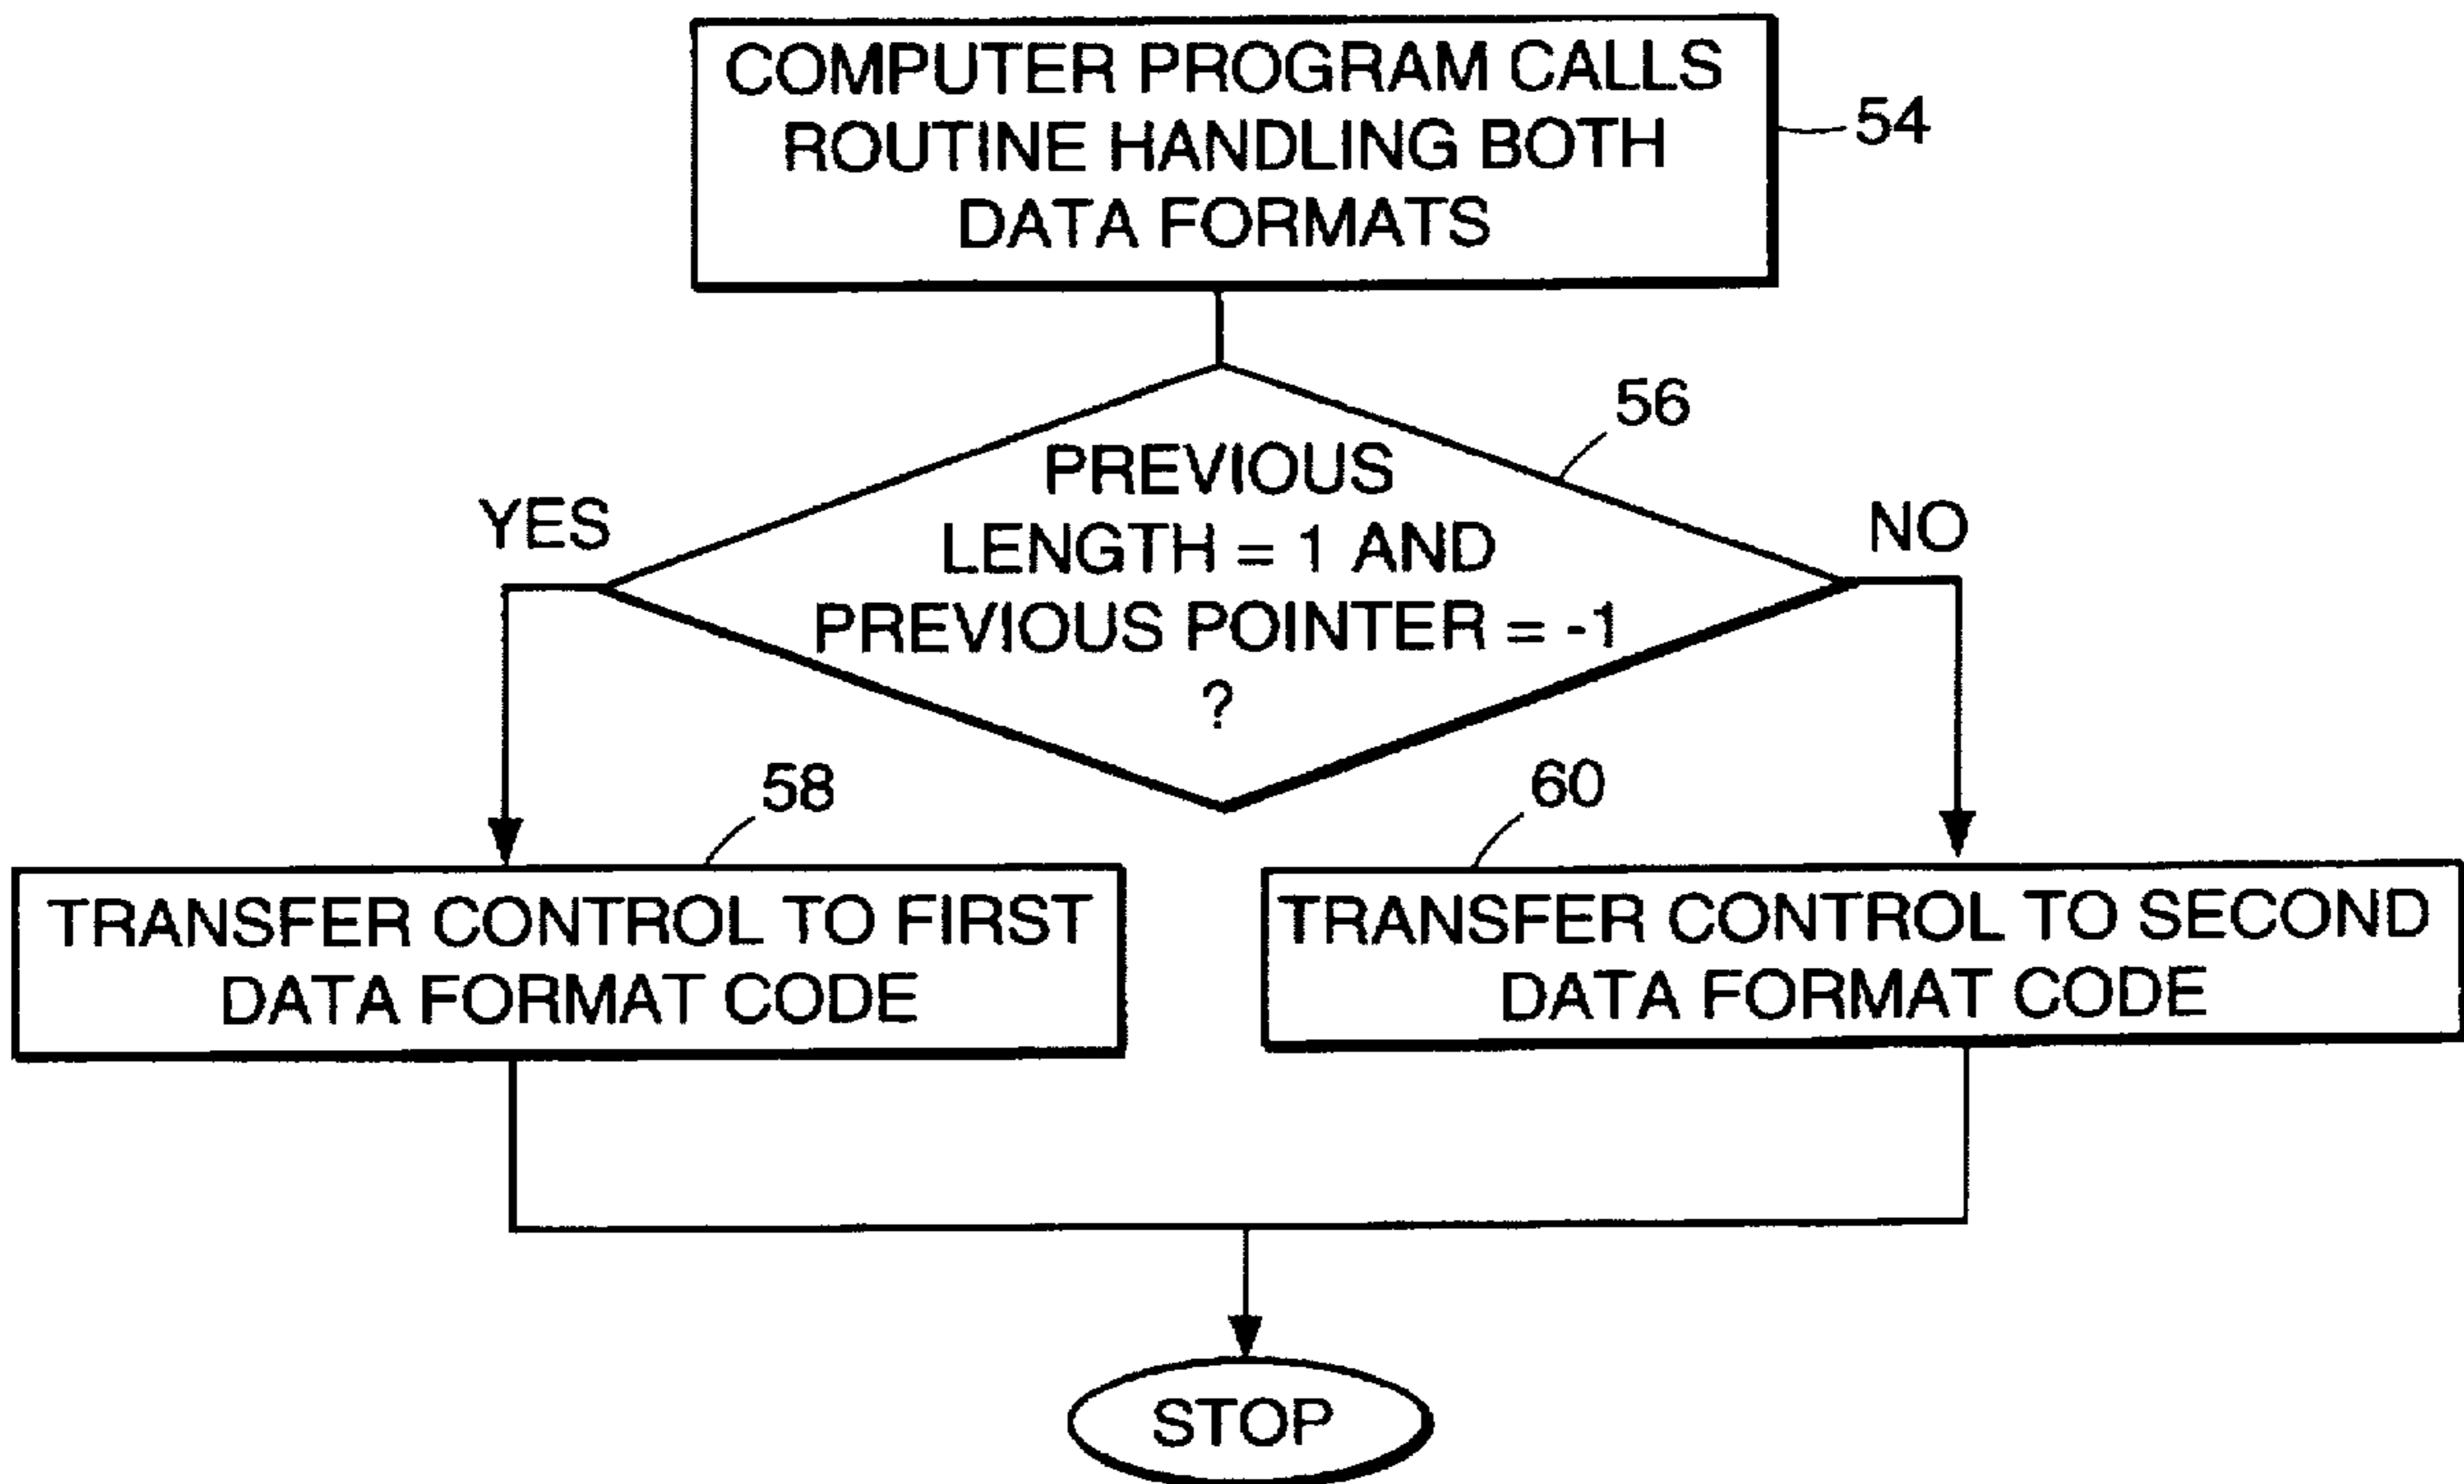 COMPUTER PROGRAM CALLS
ROUTINE HANDLING BOTH
DATA FORMATS
54
56
PREVIOUS
LENGTH = 1 AND
PREVIOUS POINTER = -1
?
YES
NO
58
60
TRANSFER CONTROL TO FIRST
DATA FORMAT CODE
TRANSFER CONTROL TO SECOND
DATA FORMAT CODE
STOP